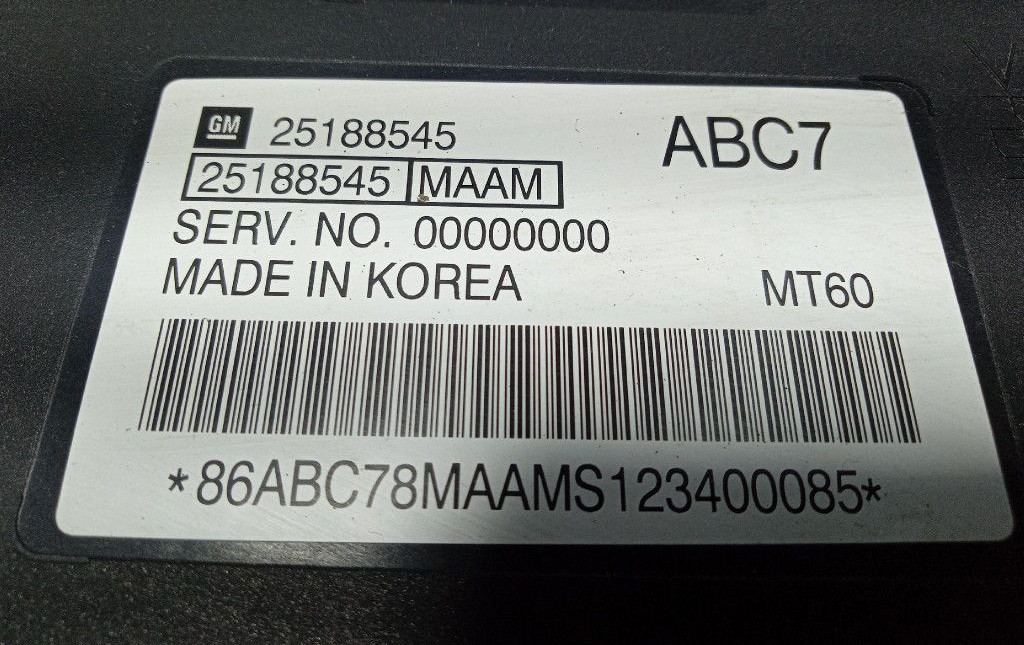 GM 25188545 ABC7
25188545 MAAM
SERV. NO. 00000000
MADE IN KOREA MT60
*86ABC78MAAMS123400085*